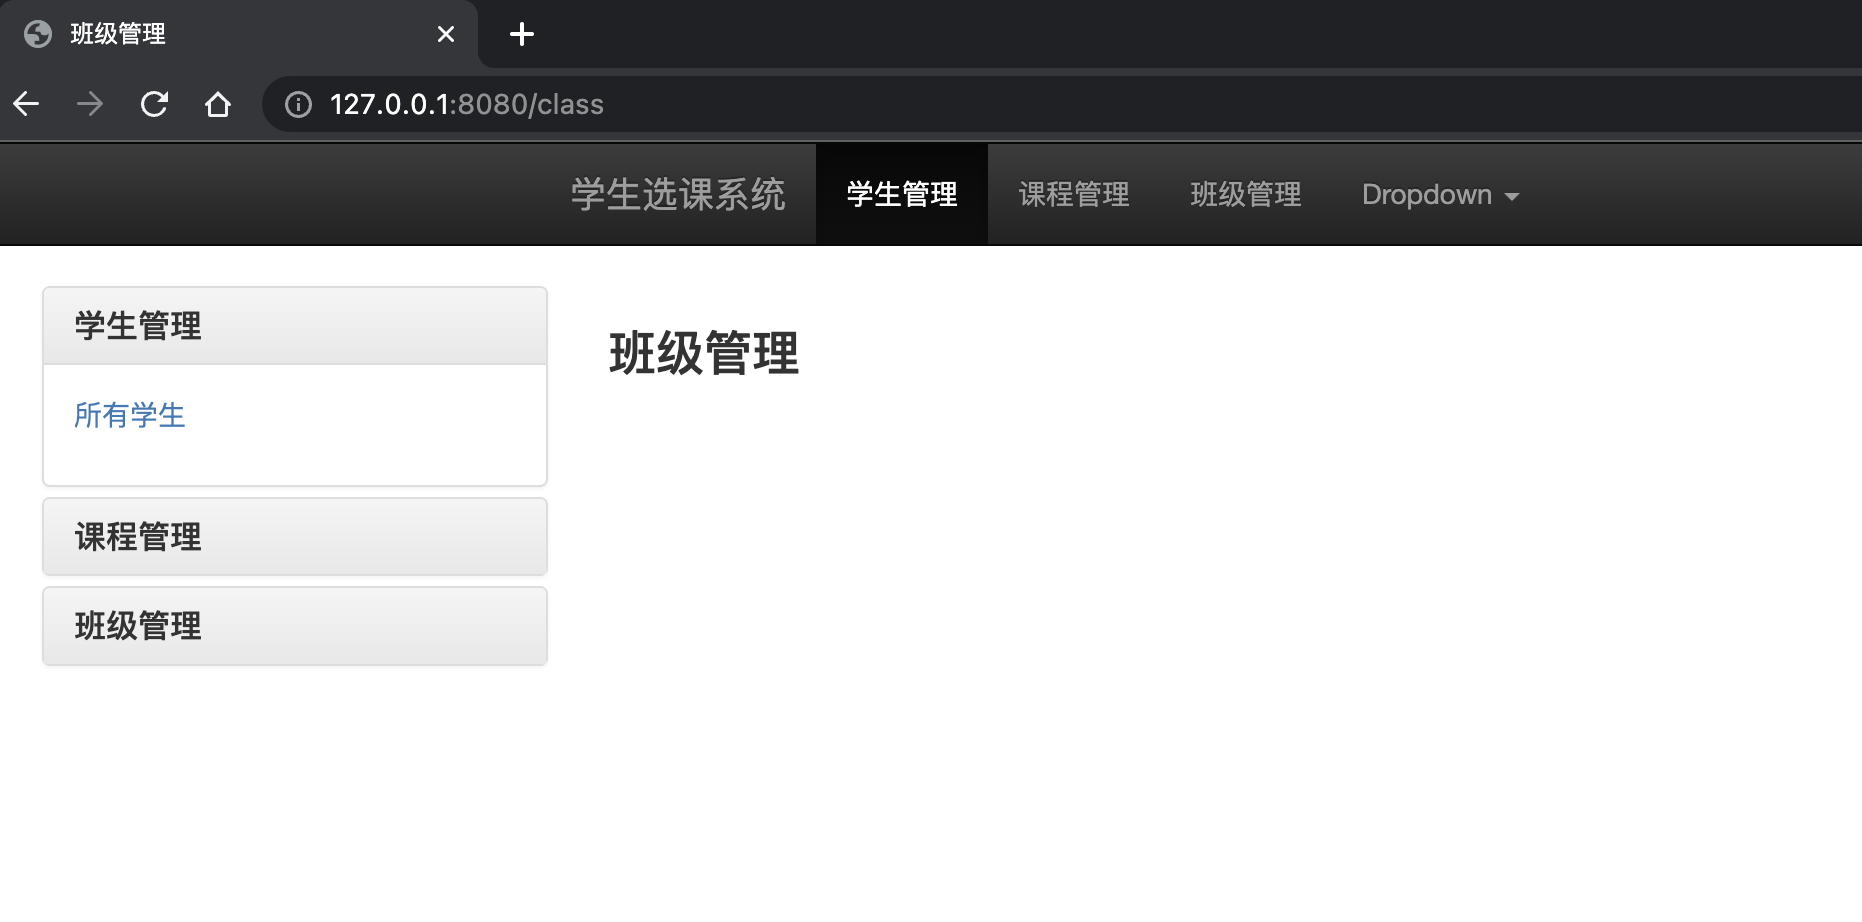 班级管理
127.0.0.1:8080/class
学生选课系统 学生管理 课程管理 班级管理 Dropdown
学生管理
所有学生
课程管理
班级管理
班级管理